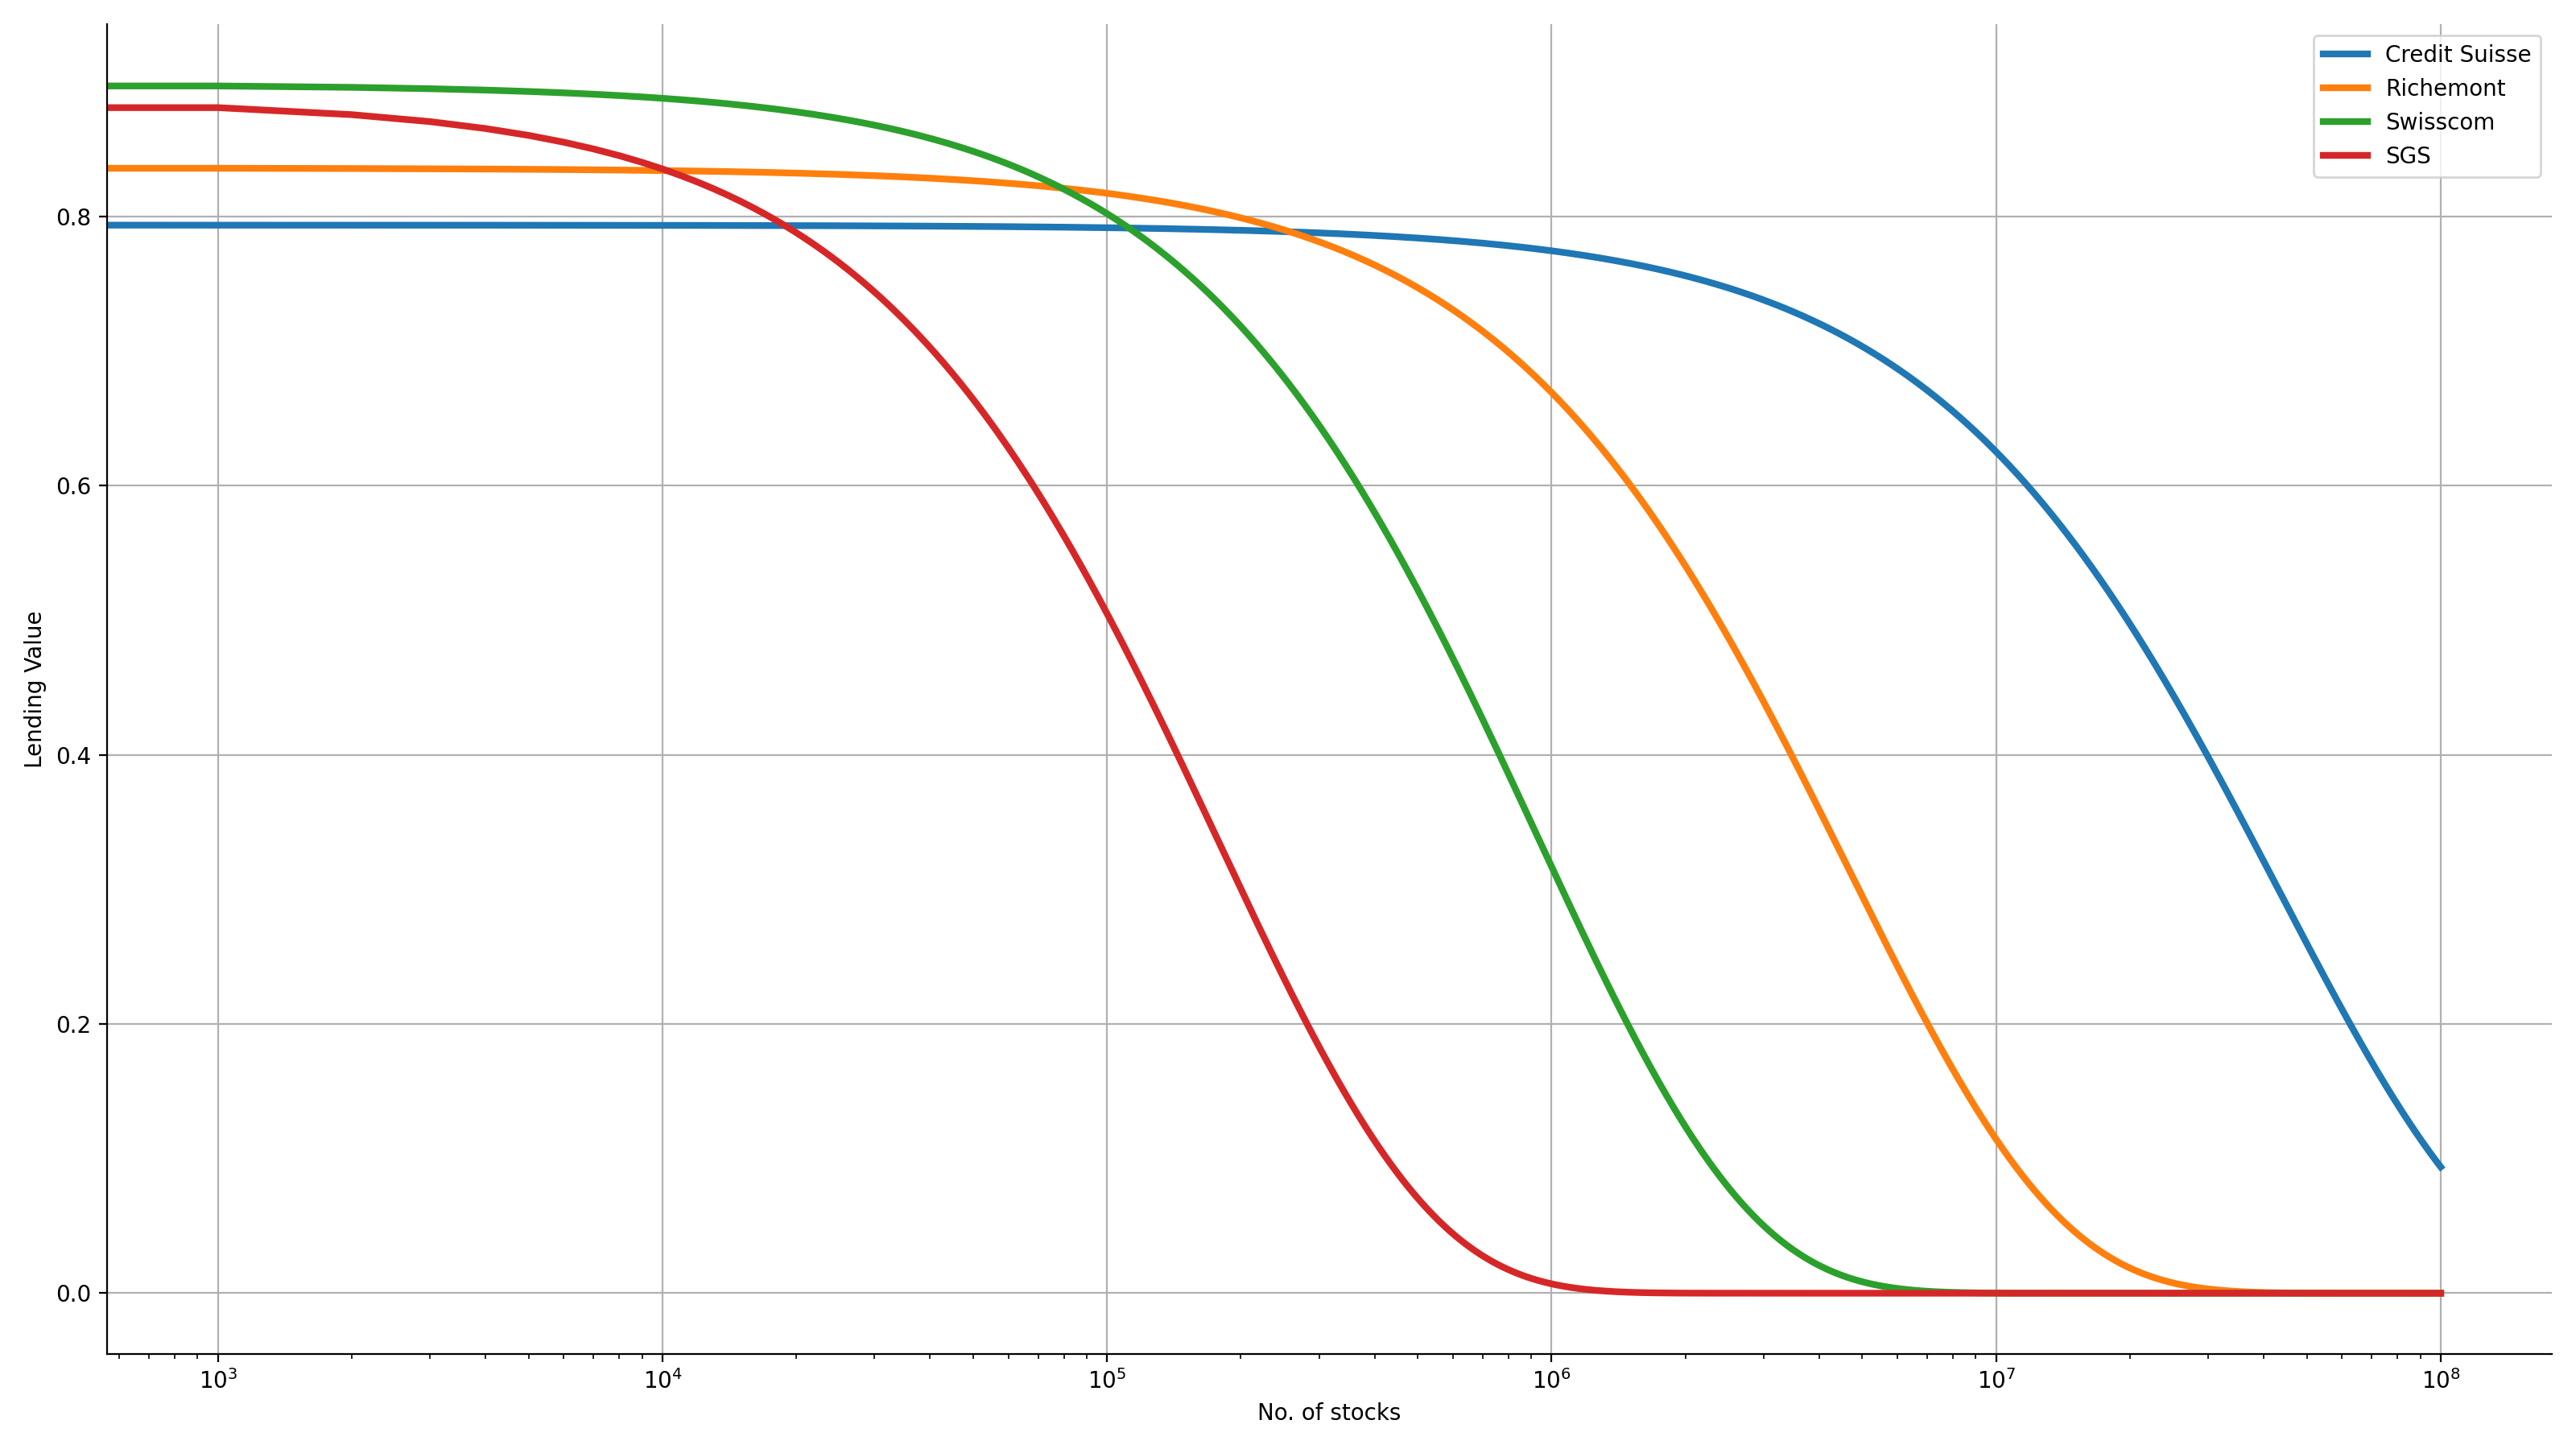 Credit Suisse
Richemont
Swisscom
SGS
Lending Value
0.8
0.6
0.4
0.2
0.0
10³ 10⁴ 10⁵ 10⁶ 10⁷ 10⁸
No. of stocks